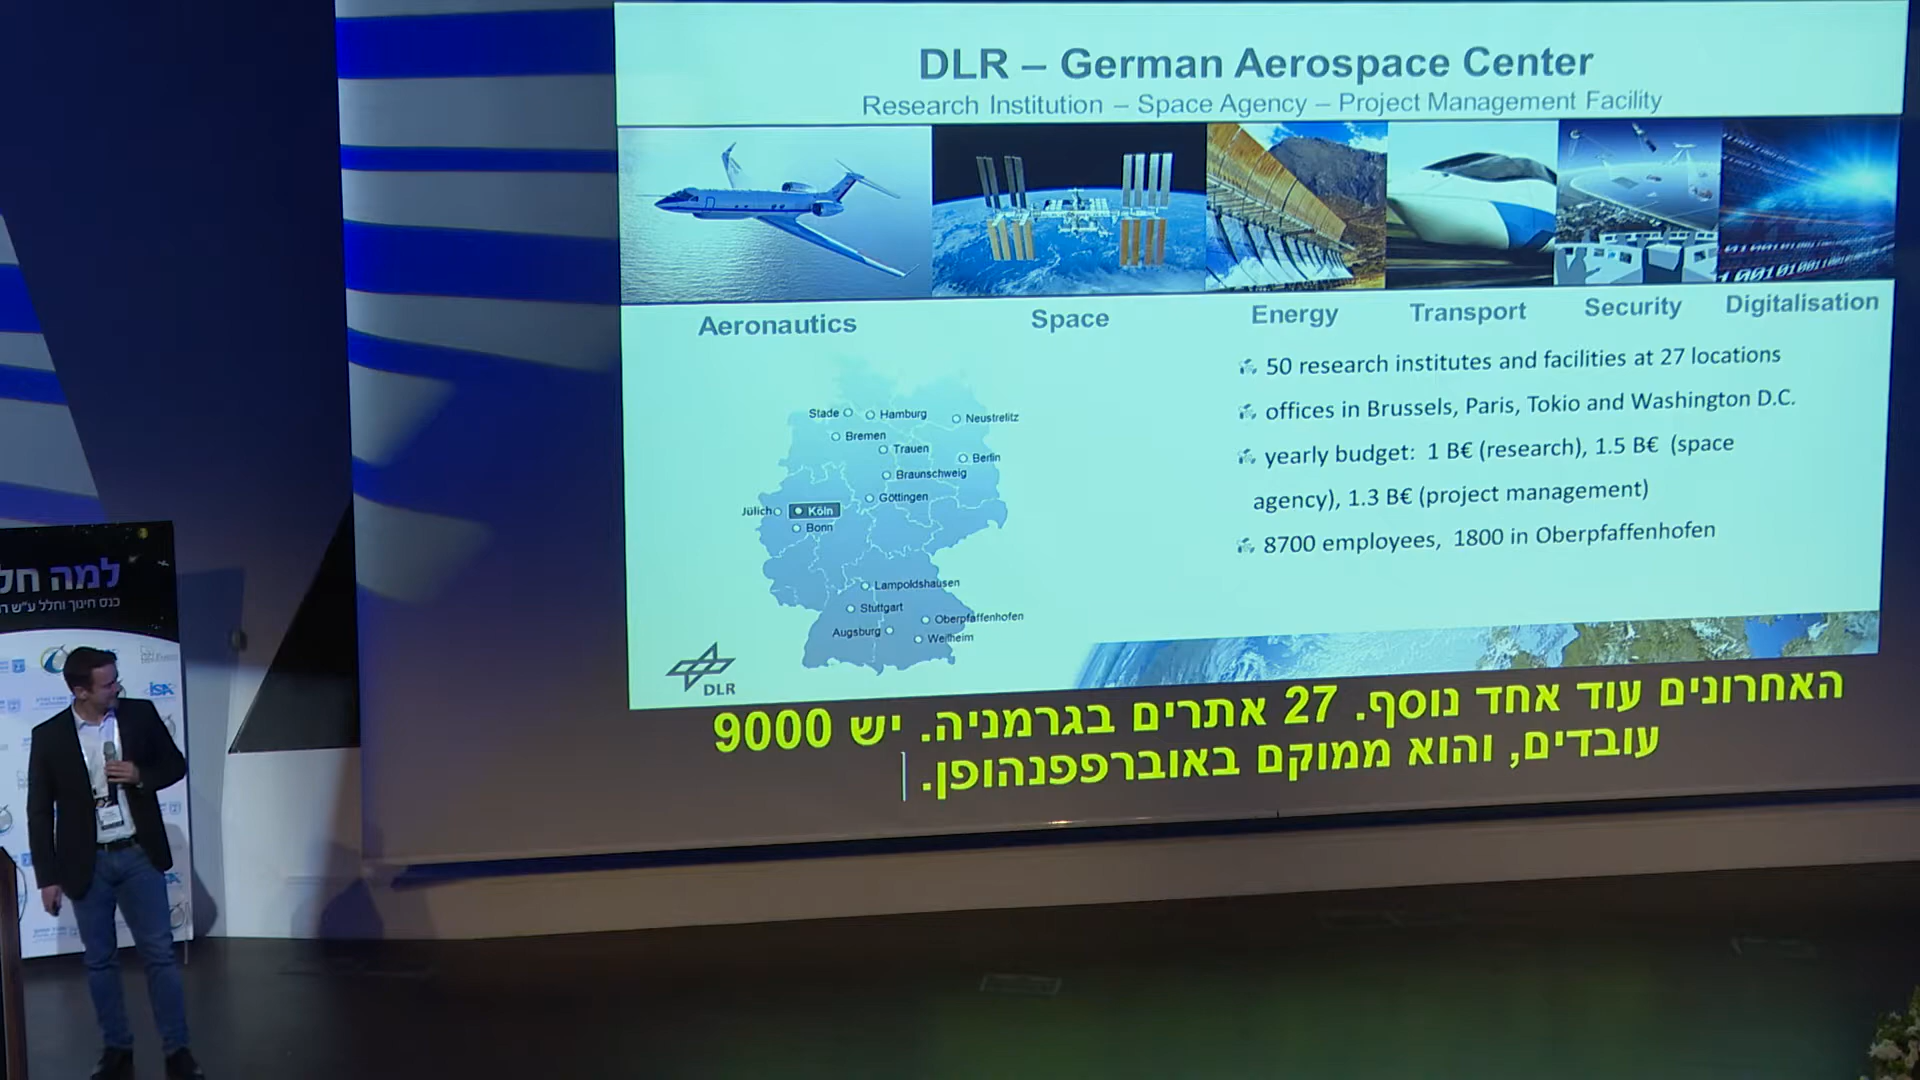 DLR – German Aerospace Center
Research Institution – Space Agency – Project Management Facility
1001010100110101
Aeronautics
Space
Energy
Transport
Security
Digitalisation
50 research institutes and facilities at 27 locations
offices in Brussels, Paris, Tokio and Washington D.C.
yearly budget: 1 B€ (research), 1.5 B€ (space
agency), 1.3 B€ (project management)
8700 employees, 1800 in Oberpfaffenhofen
Stade
Hamburg
Neustrelitz
Bremen
Trauen
Berlin
Braunschweig
Göttingen
Jülich
Köln
Bonn
Lampoldshausen
Stuttgart
Oberpfaffenhofen
Augsburg
Weilheim
DLR
האחרונים עוד אחד נוסף. 27 אתרים בגרמניה. יש 9000
עובדים, והוא ממוקם באוברפפנהופן.
למה חל
כנס חינוך וחלל ע"ש
ISA